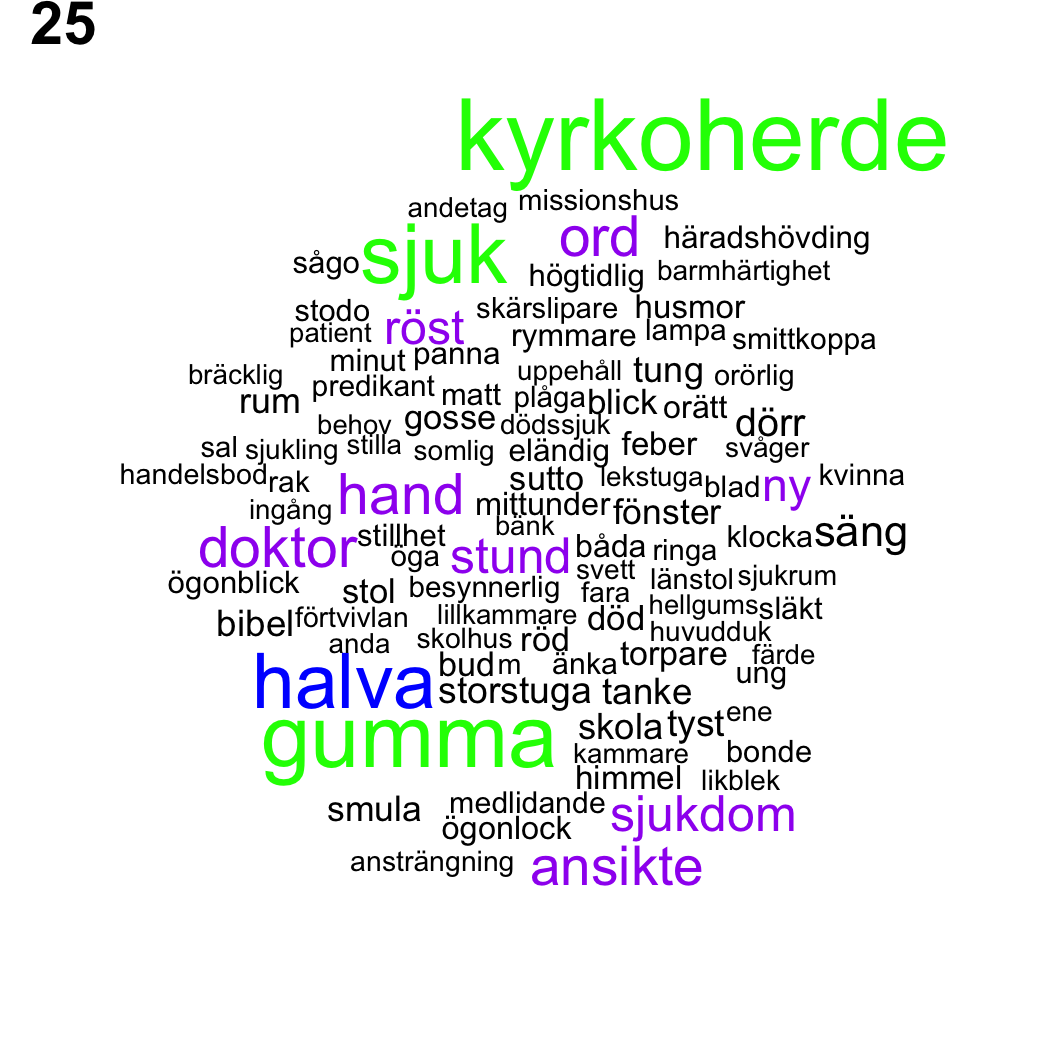 25
kyrkoherde
andetag missionshus
sjuk ord häradshövding
sågo högtidlig barmhärtighet
stodo skärslipare husmor
patient röst rymmare lampa smittkoppa
minut panna
bräcklig uppehåll tung orörlig
rum predikant matt plåga blick orätt
behov gosse dödssjuk dörr
sal sjukling stilla somlig eländig feber svåger
handelsbod rak sutto lekstuga blad ny kvinna
ingång hand mittunder fönster
doktor stillhet bänk klocka säng
öga stund båda ringa
ögonblick stol besynnerlig svett fara länstol sjukrum
bibel förtvivlan lillkammare död hellgums släkt
anda skolhus röd huvudduk
halva bud m änka torpare färde
storstuga tanke ung
gumma skola tyst ene
kammare bonde
himmel likblek
smula medlidande sjukdom
ögonlock
ansträngning ansikte